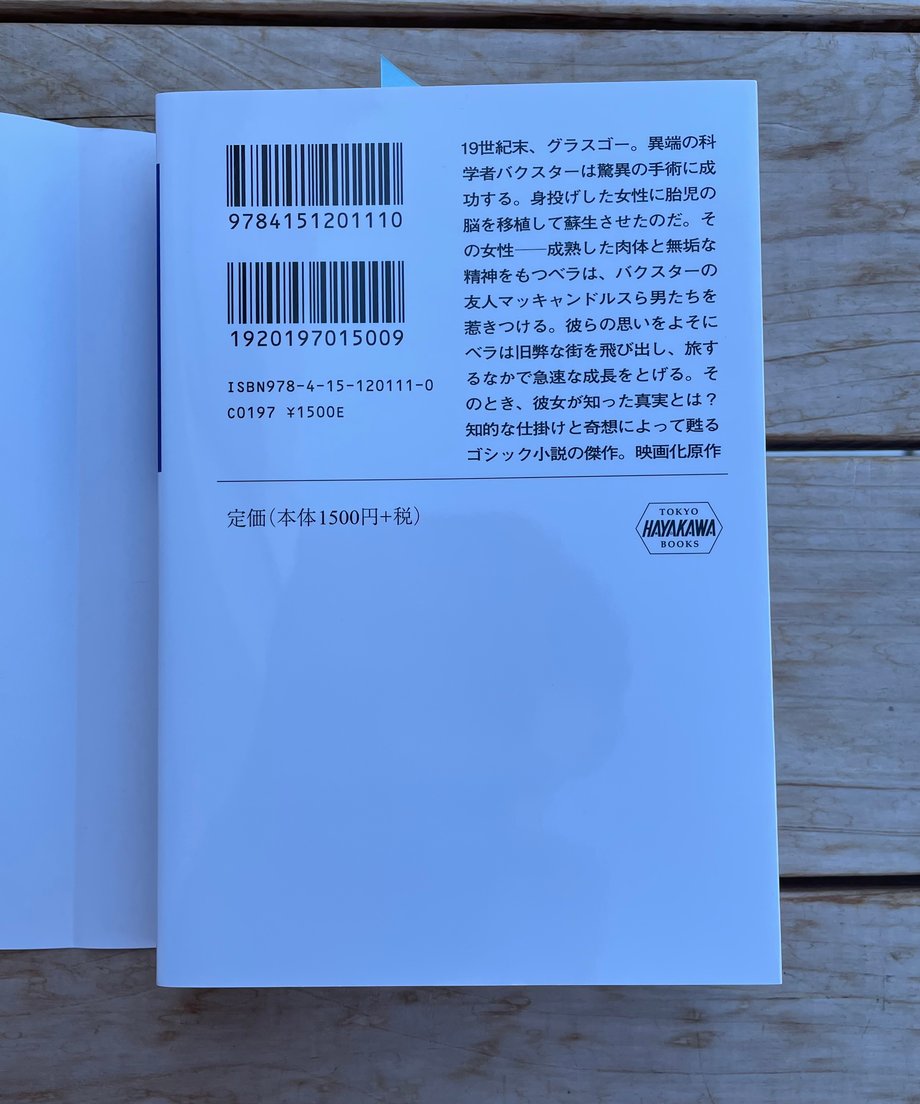 9784151201110
1920197015009
ISBN978-4-15-120111-0
C0197 ¥1500E
19世紀末、グラスゴー。異端の科
学者バクスターは驚異の手術に成
功する。身投げした女性に胎児の
脳を移植して蘇生させたのだ。そ
の女性――成熟した肉体と無垢な
精神をもつベラは、バクスターの
友人マッキャンドルスら男たちを
惹きつける。彼らの思いをよそに
ベラは旧弊な街を飛び出し、旅す
るなかで急速な成長をとげる。そ
のとき、彼女が知った真実とは？
知的な仕掛けと奇想によって甦る
ゴシック小説の傑作。映画化原作
定価（本体1500円+税）
TOKYO
HAYAKAWA
BOOKS